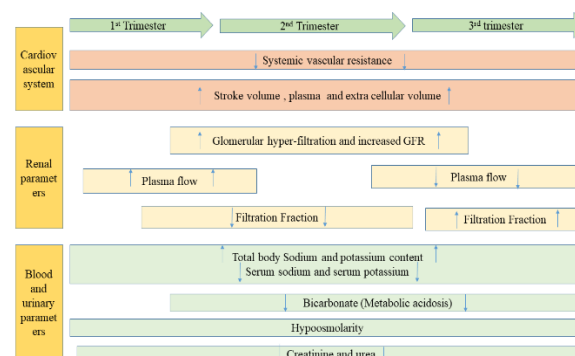 1st Trimester
2nd Trimester
3rd trimester
Cardiov
ascular
system
Systemic vascular resistance
Stroke volume , plasma and extra cellular volume
Renal
paramet
ers
Glomerular hyper-filtration and increased GFR
Plasma flow
Plasma flow
Filtration Fraction
Filtration Fraction
Blood
and
urinary
paramet
ers
Total body Sodium and potassium content
Serum sodium and serum potassium
Bicarbonate (Metabolic acidosis)
Hypoosmolarity
Creatinine and urea